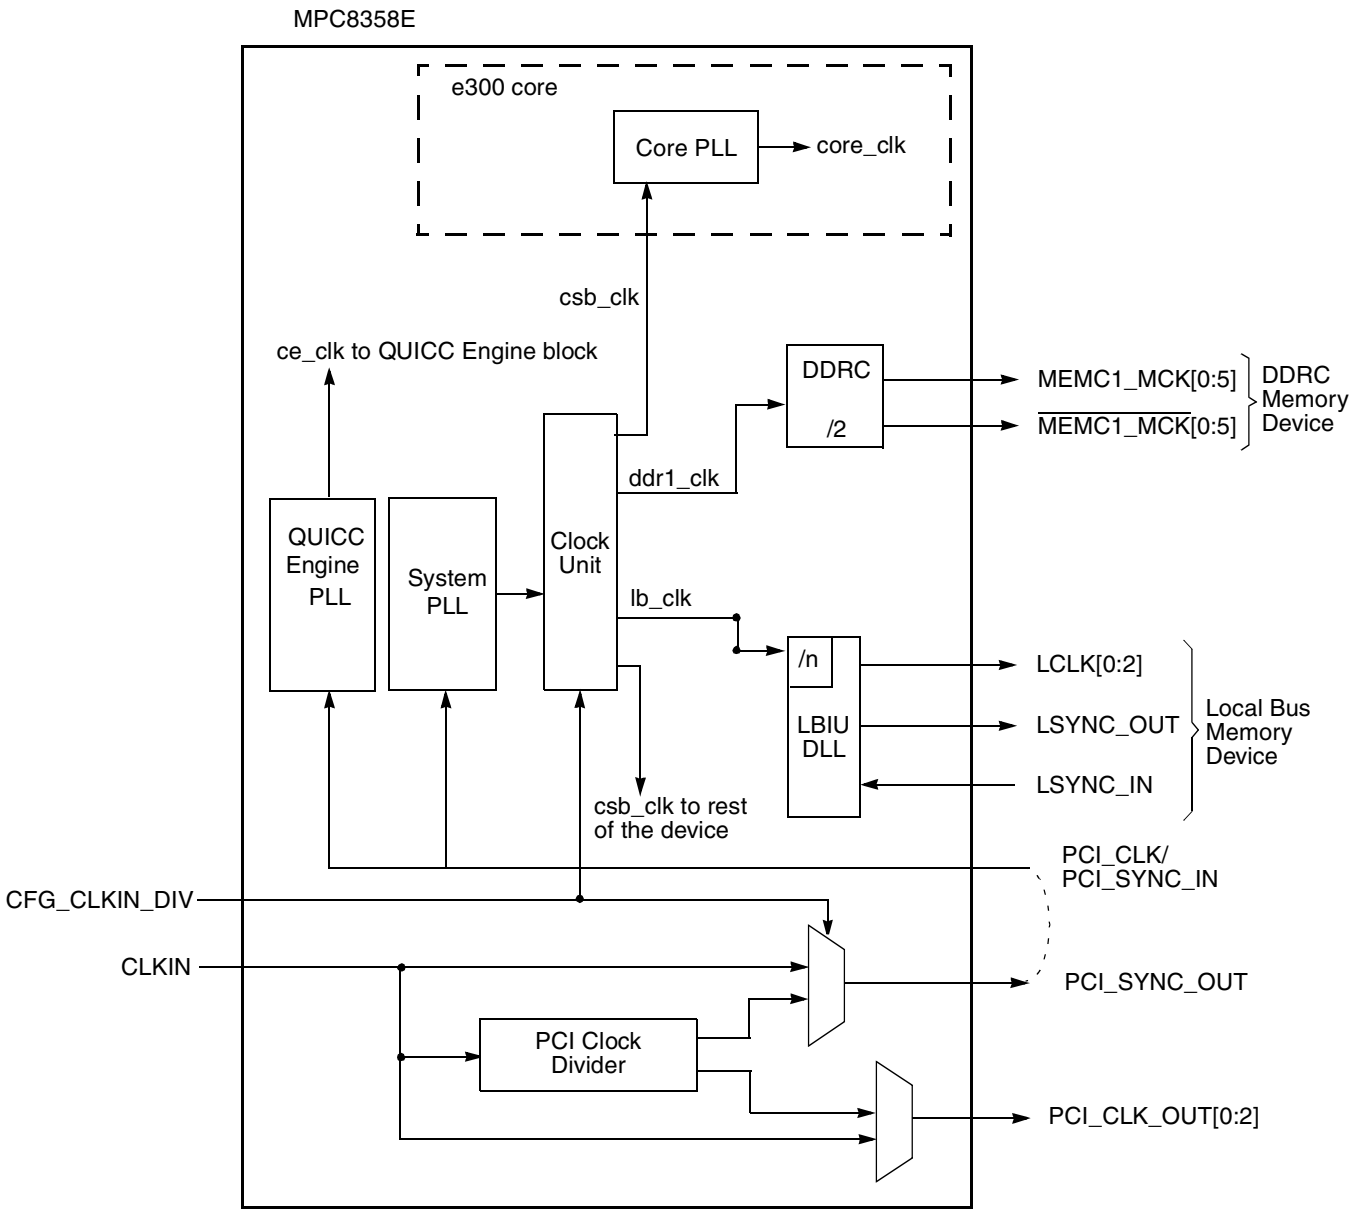 MPC8358E
e300 core
Core PLL
core_clk
csb_clk
ce_clk to QUICC Engine block
DDRC
/2
MEMC1_MCK[0:5]
MEMC1_MCK[0:5]
DDRC
Memory
Device
ddr1_clk
QUICC
Engine
PLL
System
PLL
Clock
Unit
lb_clk
/n
LBIU
DLL
LCLK[0:2]
LSYNC_OUT
LSYNC_IN
Local Bus
Memory
Device
csb_clk to rest
of the device
PCI_CLK/
PCI_SYNC_IN
CFG_CLKIN_DIV
CLKIN
PCI_SYNC_OUT
PCI Clock
Divider
PCI_CLK_OUT[0:2]